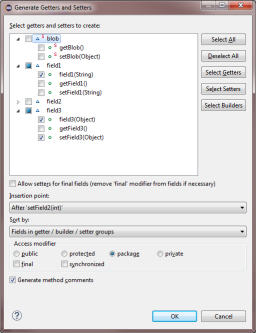 Generate Getters and Setters
Select getters and setters to create:
blob
getBlob()
setBlob(Object)
field1
field1(String)
getField1()
setField1(String)
field2
field3
field3(Object)
getField3()
setField3(Object)
Select All
Deselect All
Select Getters
Select Setters
Select Builders
Allow setters for final fields (remove 'final' modifier from fields if necessary)
Insertion point:
After 'setField2(int)'
Sort by:
Fields in getter / builder / setter groups
Access modifier
public protected package private
final synchronized
Generate method comments
OK Cancel